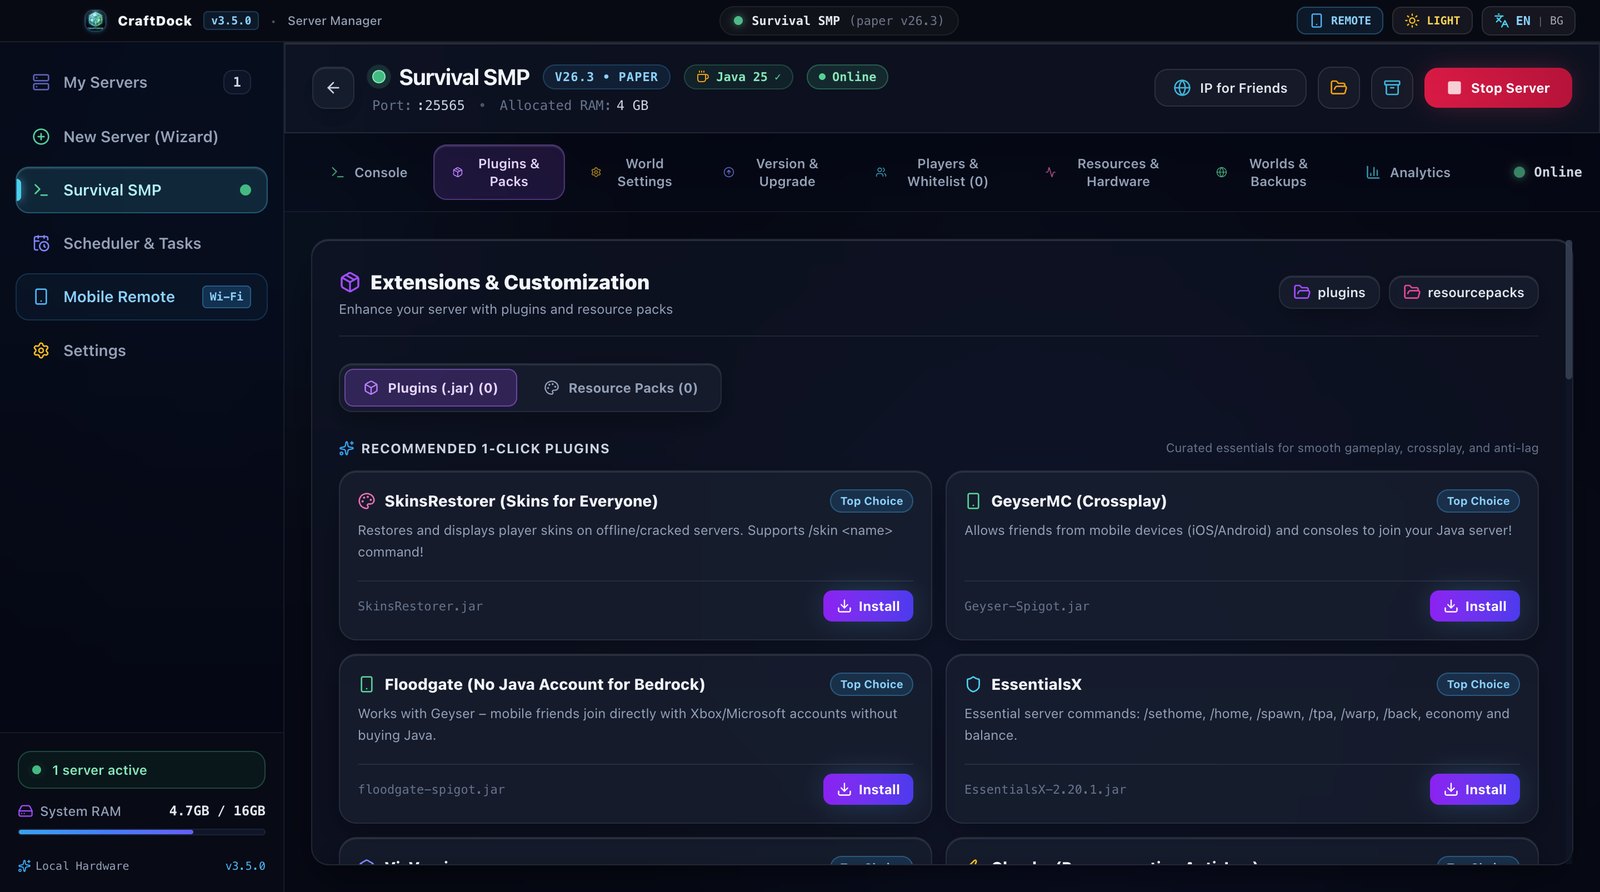 CraftDock v3.5.0 · Server Manager
Survival SMP (paper v26.3)
REMOTE
LIGHT
EN | BG
My Servers 1
New Server (Wizard)
Survival SMP
Scheduler & Tasks
Mobile Remote Wi-Fi
Settings
1 server active
System RAM 4.7GB / 16GB
Local Hardware v3.5.0
Survival SMP V26.3 • PAPER Java 25 ✓ Online
Port: :25565 • Allocated RAM: 4 GB
IP for Friends
Stop Server
Console
Plugins &
Packs
World
Settings
Version &
Upgrade
Players &
Whitelist (0)
Resources &
Hardware
Worlds &
Backups
Analytics
Online
Extensions & Customization
Enhance your server with plugins and resource packs
plugins
resourcepacks
Plugins (.jar) (0)
Resource Packs (0)
RECOMMENDED 1-CLICK PLUGINS
Curated essentials for smooth gameplay, crossplay, and anti-lag
SkinsRestorer (Skins for Everyone) Top Choice
Restores and displays player skins on offline/cracked servers. Supports /skin <name>
command!
SkinsRestorer.jar Install
GeyserMC (Crossplay) Top Choice
Allows friends from mobile devices (iOS/Android) and consoles to join your Java server!
Geyser-Spigot.jar Install
Floodgate (No Java Account for Bedrock) Top Choice
Works with Geyser – mobile friends join directly with Xbox/Microsoft accounts without
buying Java.
floodgate-spigot.jar Install
EssentialsX Top Choice
Essential server commands: /sethome, /home, /spawn, /tpa, /warp, /back, economy and
balance.
EssentialsX-2.20.1.jar Install